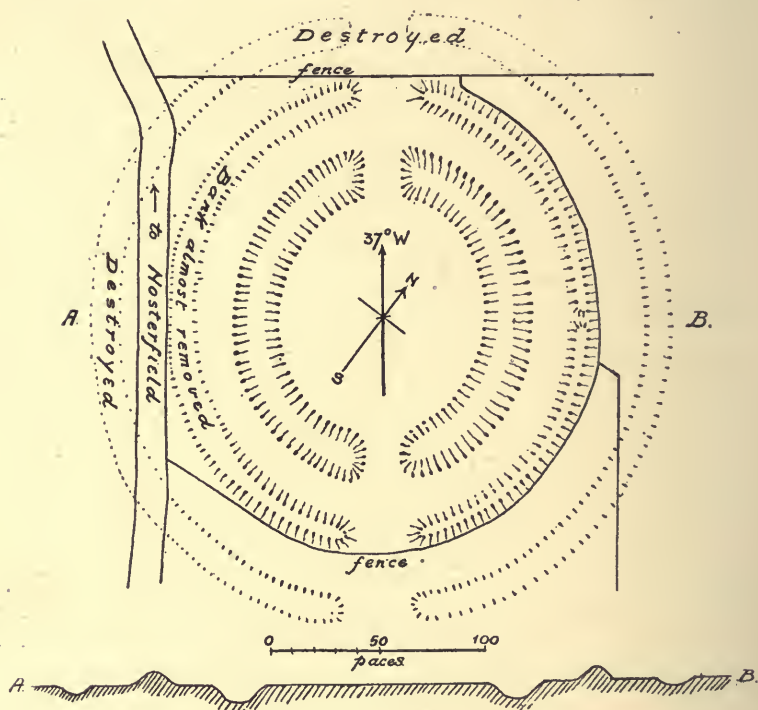 Destroyed
fence
Bank almost removed
← to Nosterfield
Destroyed
37°W
N
S
A.
B.
fence
0 50 100
paces
A.
B.